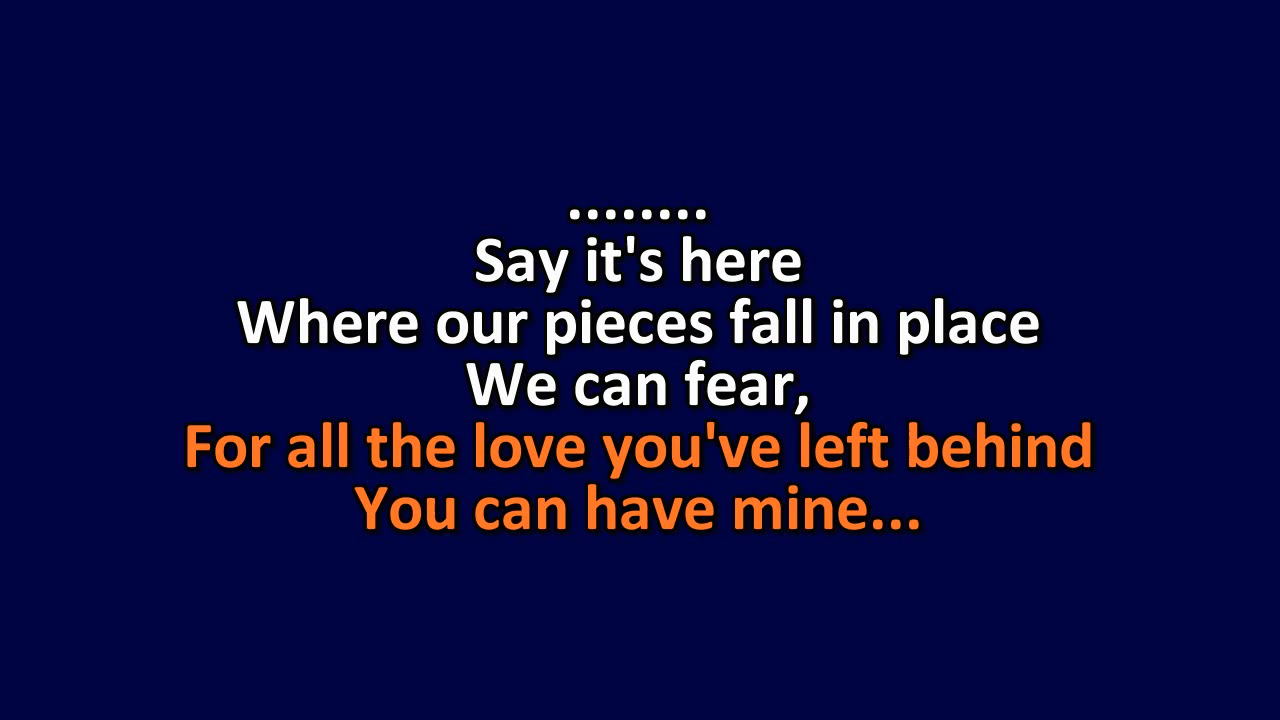 ........
Say it's here
Where our pieces fall in place
We can fear,
For all the love you've left behind
You can have mine...